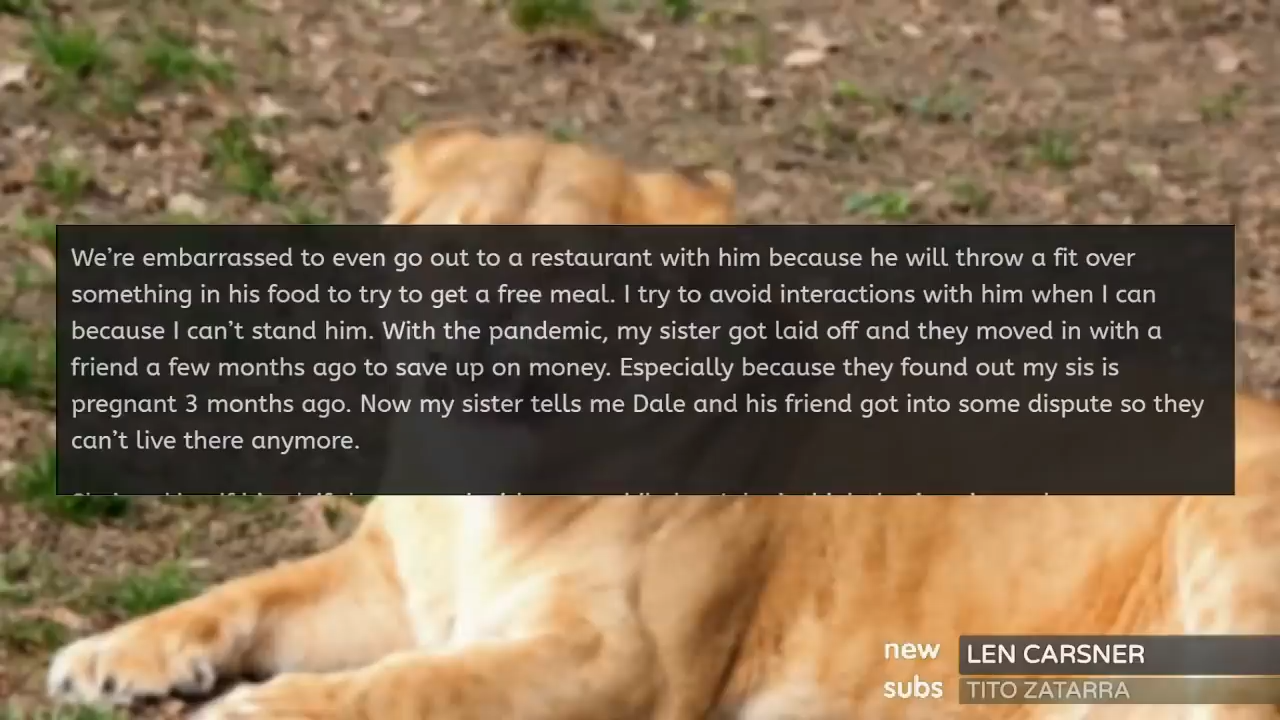 We're embarrassed to even go out to a restaurant with him because he will throw a fit over
something in his food to try to get a free meal. I try to avoid interactions with him when I can
because I can't stand him. With the pandemic, my sister got laid off and they moved in with a
friend a few months ago to save up on money. Especially because they found out my sis is
pregnant 3 months ago. Now my sister tells me Dale and his friend got into some dispute so they
can't live there anymore.
new LEN CARSNER
subs TITO ZATARRA